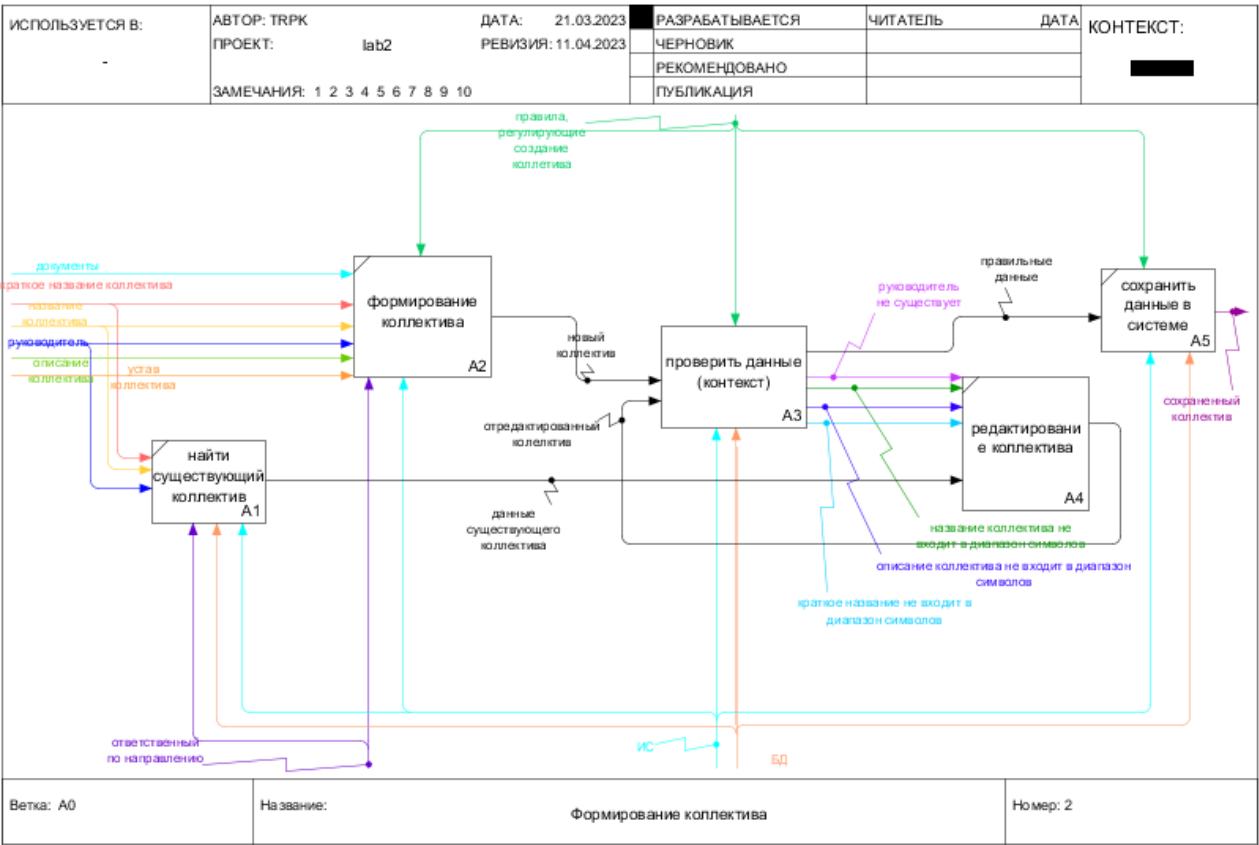 ИСПОЛЬЗУЕТСЯ В:
-
АВТОР: TRPK
ДАТА: 21.03.2023
ПРОЕКТ: lab2
РЕВИЗИЯ: 11.04.2023
ЗАМЕЧАНИЯ: 1 2 3 4 5 6 7 8 9 10
РАЗРАБАТЫВАЕТСЯ
ЧЕРНОВИК
РЕКОМЕНДОВАНО
ПУБЛИКАЦИЯ
ЧИТАТЕЛЬ
ДАТА
КОНТЕКСТ:
правила,
регулирующие
создание
коллетива
документы
краткое название коллектива
название
коллектива
руководитель
описание
коллектива
устав
коллектива
формирование
коллектива
A2
новый
коллектив
найти
существующий
коллектив
A1
отредактированный
колелктив
данные
существующего
коллектива
проверить данные
(контекст)
A3
руководитель
не существует
правильные
данные
сохранить
данные в
системе
A5
сохраненный
коллектив
редактировани
е коллектива
A4
название коллектива не
входит в диапазон символов
описание коллектива не входит в диапазон
символов
краткое название не входит в
диапазон символов
ответственный
по направлению
ИС
БД
Ветка: A0
Название:
Формирование коллектива
Номер: 2